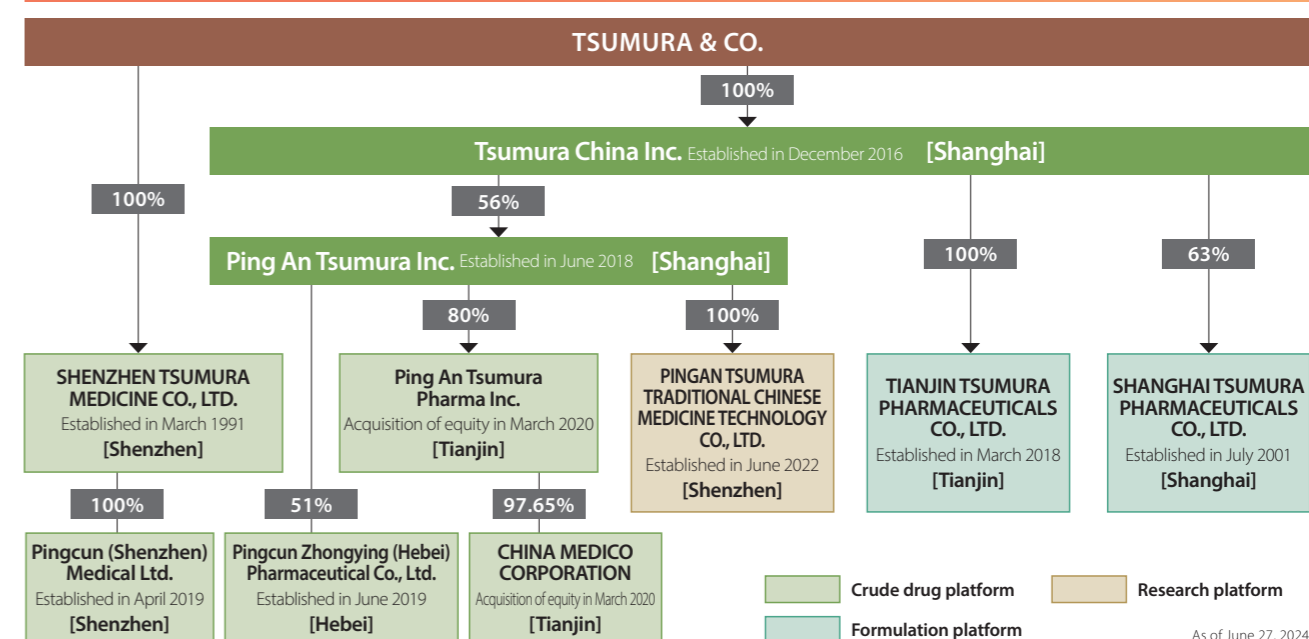 TSUMURA & CO.
100%
Tsumura China Inc. Established in December 2016 [Shanghai]
100%
56%
Ping An Tsumura Inc. Established in June 2018 [Shanghai]
100%
63%
80%
100%
SHENZHEN TSUMURA
MEDICINE CO., LTD.
Established in March 1991
[Shenzhen]
Ping An Tsumura
Pharma Inc.
Acquisition of equity in March 2020
[Tianjin]
PINGAN TSUMURA
TRADITIONAL CHINESE
MEDICINE TECHNOLOGY
CO., LTD.
Established in June 2022
[Shenzhen]
TIANJIN TSUMURA
PHARMACEUTICALS
CO., LTD.
Established in March 2018
[Tianjin]
SHANGHAI TSUMURA
PHARMACEUTICALS
CO., LTD.
Established in July 2001
[Shanghai]
100%
51%
97.65%
Pingcun (Shenzhen)
Medical Ltd.
Established in April 2019
[Shenzhen]
Pingcun Zhongying (Hebei)
Pharmaceutical Co., Ltd.
Established in June 2019
[Hebei]
CHINA MEDICO
CORPORATION
Acquisition of equity in March 2020
[Tianjin]
Crude drug platform
Research platform
Formulation platform
As of June 27, 2024